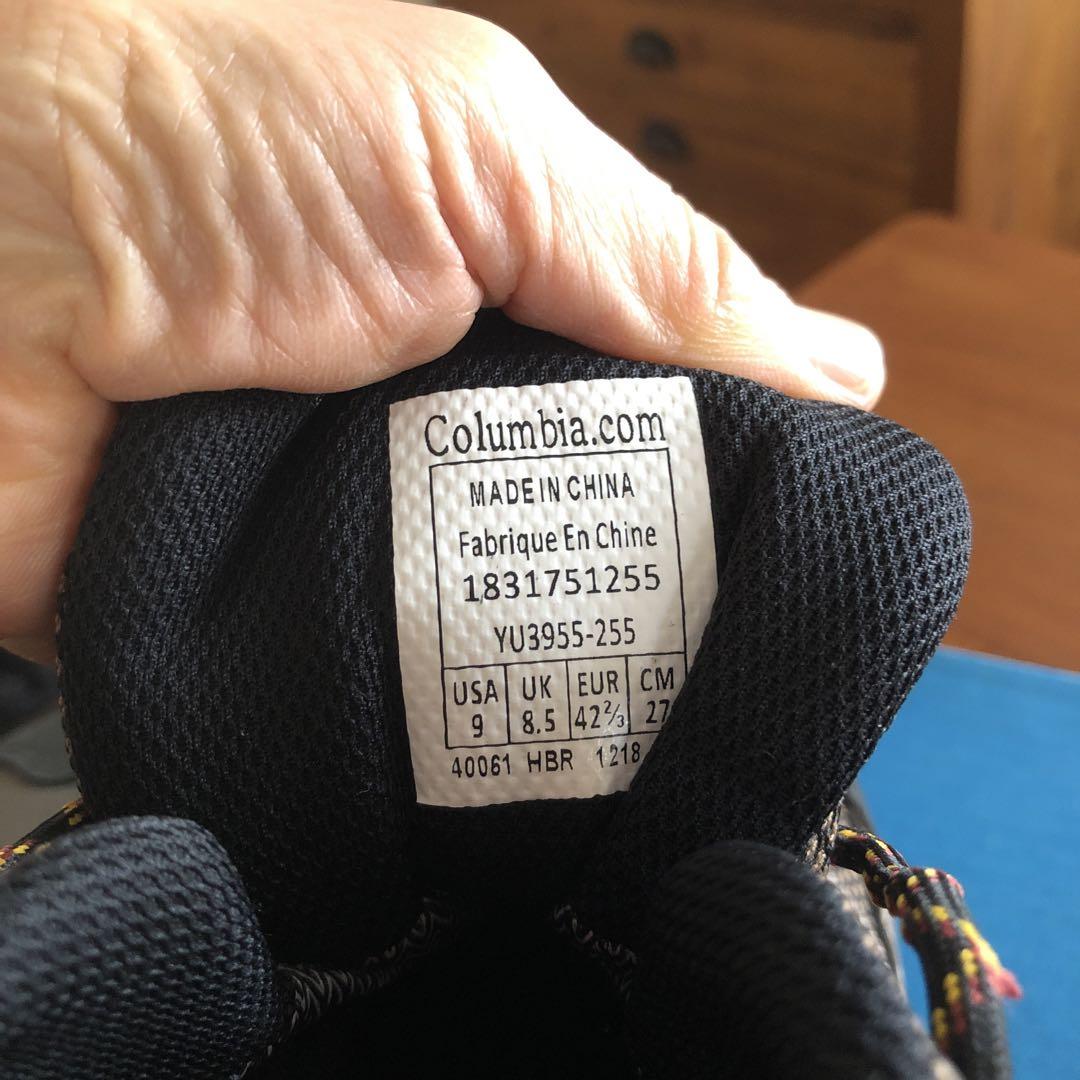 Columbia.com
MADE IN CHINA
Fabrique En Chine
1831751255
YU3955-255
USA UK EUR CM
9 8.5 42⅔ 27
40061 HBR 1218